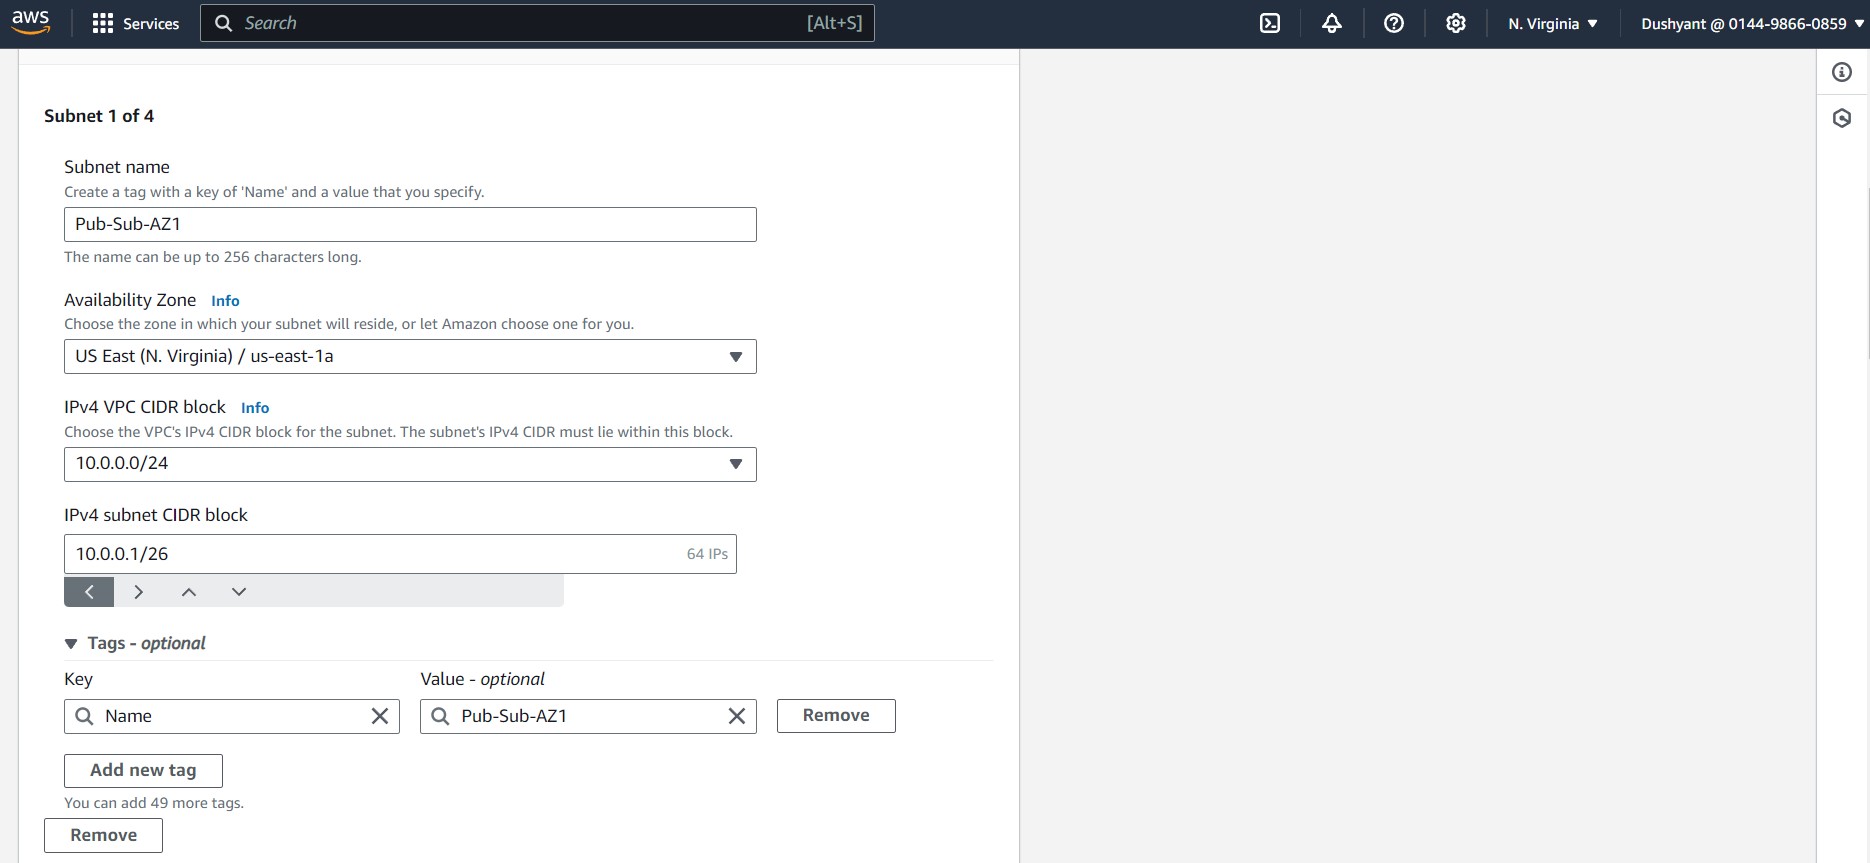 aws
Services
Search [Alt+S]
N. Virginia
Dushyant @ 0144-9866-0859
Subnet 1 of 4
Subnet name
Create a tag with a key of 'Name' and a value that you specify.
Pub-Sub-AZ1
The name can be up to 256 characters long.
Availability Zone Info
Choose the zone in which your subnet will reside, or let Amazon choose one for you.
US East (N. Virginia) / us-east-1a
IPv4 VPC CIDR block Info
Choose the VPC's IPv4 CIDR block for the subnet. The subnet's IPv4 CIDR must lie within this block.
10.0.0.0/24
IPv4 subnet CIDR block
10.0.0.1/26 64 IPs
Tags - optional
Key Value - optional
Name Pub-Sub-AZ1 Remove
Add new tag
You can add 49 more tags.
Remove